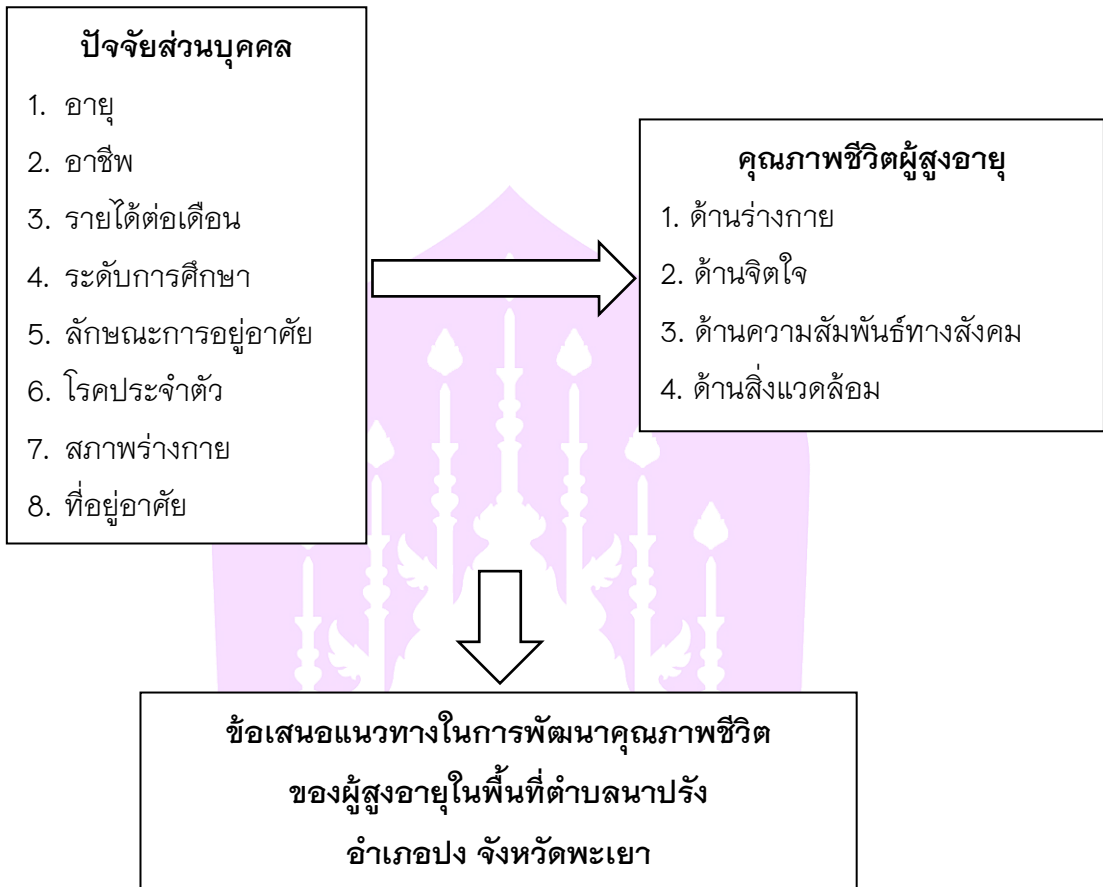 ปัจจัยส่วนบุคคล
1. อายุ
2. อาชีพ
3. รายได้ต่อเดือน
4. ระดับการศึกษา
5. ลักษณะการอยู่อาศัย
6. โรคประจำตัว
7. สภาพร่างกาย
8. ที่อยู่อาศัย
คุณภาพชีวิตผู้สูงอายุ
1. ด้านร่างกาย
2. ด้านจิตใจ
3. ด้านความสัมพันธ์ทางสังคม
4. ด้านสิ่งแวดล้อม
ข้อเสนอแนวทางในการพัฒนาคุณภาพชีวิต
ของผู้สูงอายุในพื้นที่ตำบลนาปรัง
อำเภอปง จังหวัดพะเยา